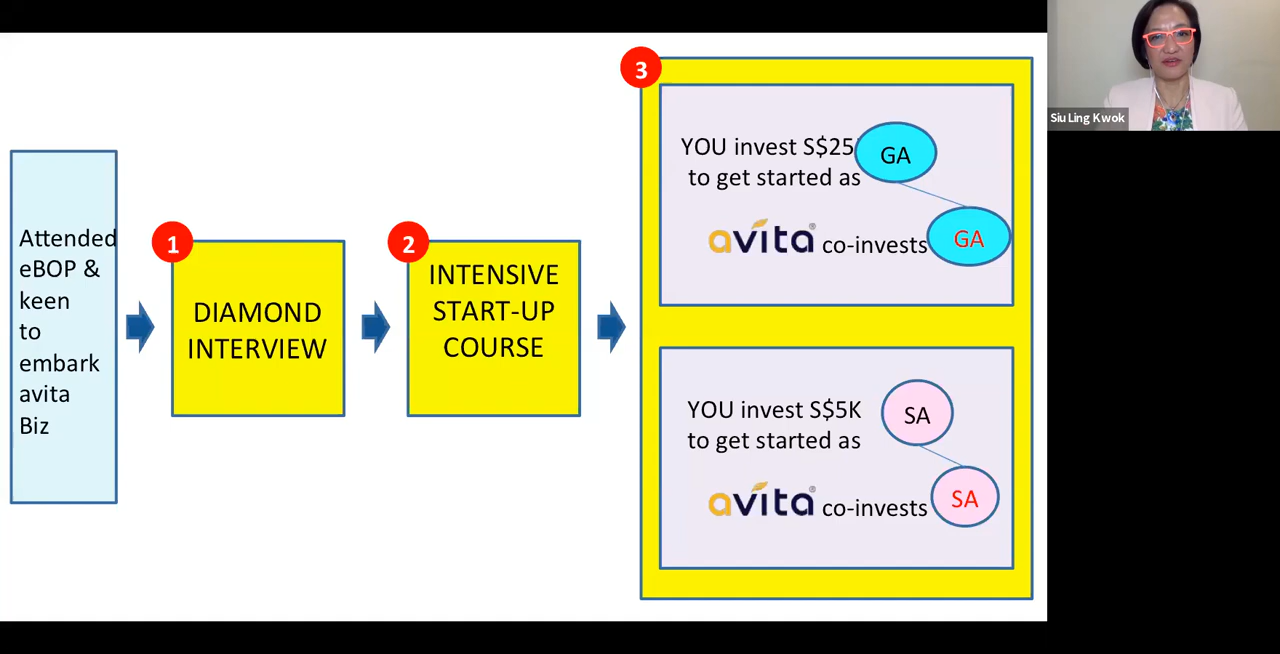 Attended
eBOP &
keen
to
embark
avita
Biz
1
DIAMOND
INTERVIEW
2
INTENSIVE
START-UP
COURSE
3
YOU invest S$25
GA
to get started as
avita® co-invests
GA
YOU invest S$5K
SA
to get started as
avita® co-invests
SA
Siu Ling Kwok